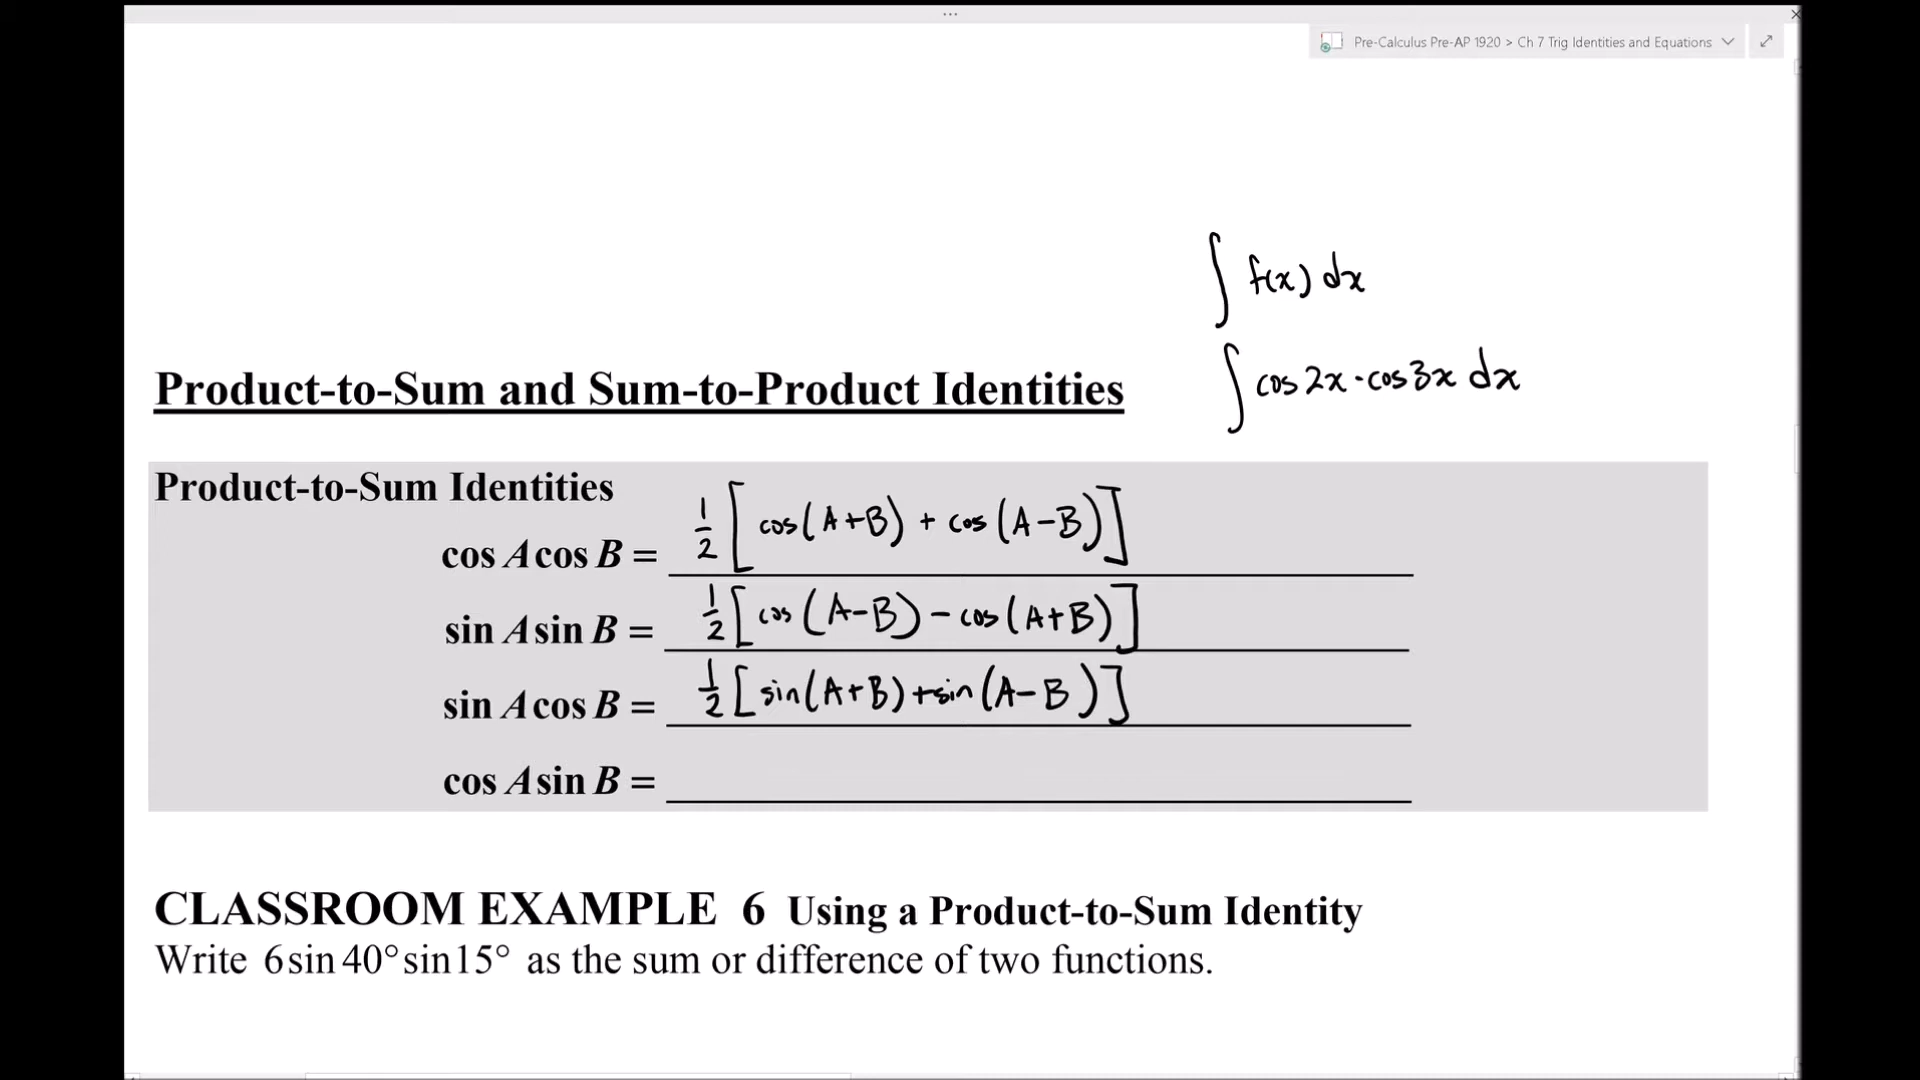 Pre-Calculus Pre-AP 1920 > Ch 7 Trig Identities and Equations
∫ f(x) dx
Product-to-Sum and Sum-to-Product Identities
∫ cos 2x · cos 3x dx
Product-to-Sum Identities
cos A cos B = 1/2 [cos(A+B) + cos(A−B)]
sin A sin B = 1/2 [cos(A−B) − cos(A+B)]
sin A cos B = 1/2 [sin(A+B) + sin(A−B)]
cos A sin B =
CLASSROOM EXAMPLE 6 Using a Product-to-Sum Identity
Write 6 sin 40° sin 15° as the sum or difference of two functions.